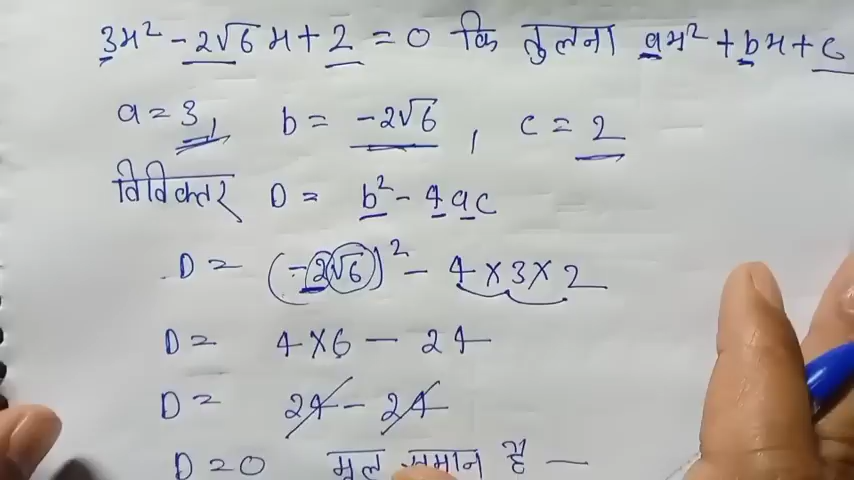 3x² - 2√6 x + 2 = 0 कि तुलना ax² + bx + c
a = 3, b = -2√6, c = 2
विविक्तर D = b² - 4ac
D = (-2√6)² - 4 × 3 × 2
D = 4 × 6 - 24
D = 24 - 24
D = 0 मूल समान है —